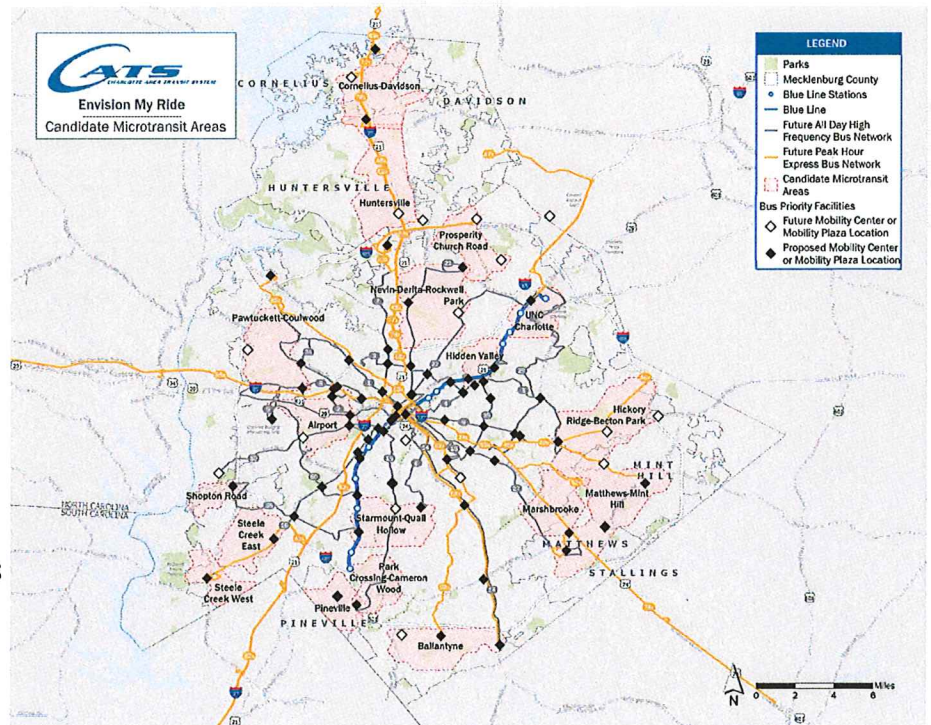 CATS
CHARLOTTE AREA TRANSIT SYSTEM
Envision My Ride
Candidate Microtransit Areas
LEGEND
Parks
Mecklenburg County
Blue Line Stations
Blue Line
Future All Day High
Frequency Bus Network
Future Peak Hour
Express Bus Network
Candidate Microtransit
Areas
Bus Priority Facilities
Future Mobility Center or
Mobility Plaza Location
Proposed Mobility Center
or Mobility Plaza Location
CORNELIUS
Cornelius-Davidson
DAVIDSON
HUNTERSVILLE
Huntersville
Prosperity
Church Road
Nevin-Derita-Rockwell
Park
Pawtuckett-Coulwood
UNC
Charlotte
Hidden Valley
Airport
Hickory
Ridge-Becton Park
MINT
HILL
Matthews-Mint
Hill
Marshbrooke
MATTHEWS
STALLINGS
Shopton Road
NORTH CAROLINA
SOUTH CAROLINA
Steele
Creek
East
Starmount-Quail
Hollow
Steele
Creek West
Park
Crossing-Cameron
Wood
Pineville
PINEVILLE
Ballantyne
N
0 2 4 6 Miles